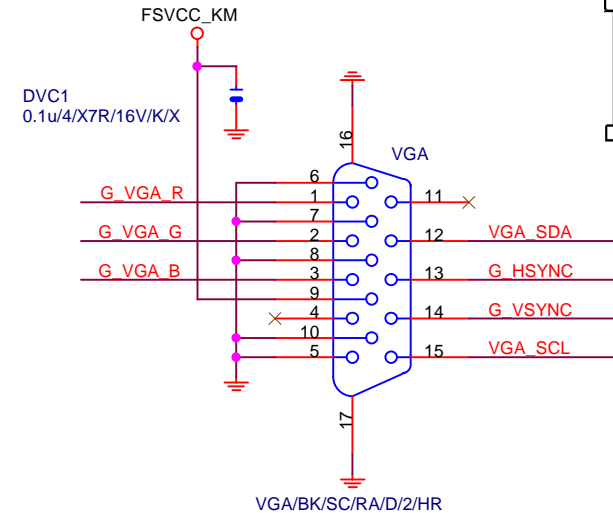 FSVCC_KM
DVC1
0.1u/4/X7R/16V/K/X
16
VGA
6
G_VGA_R 1 11
7
G_VGA_G 2 12 VGA_SDA
8
G_VGA_B 3 13 G_HSYNC
9
4 14 G_VSYNC
10
5 15 VGA_SCL
17
VGA/BK/SC/RA/D/2/HR